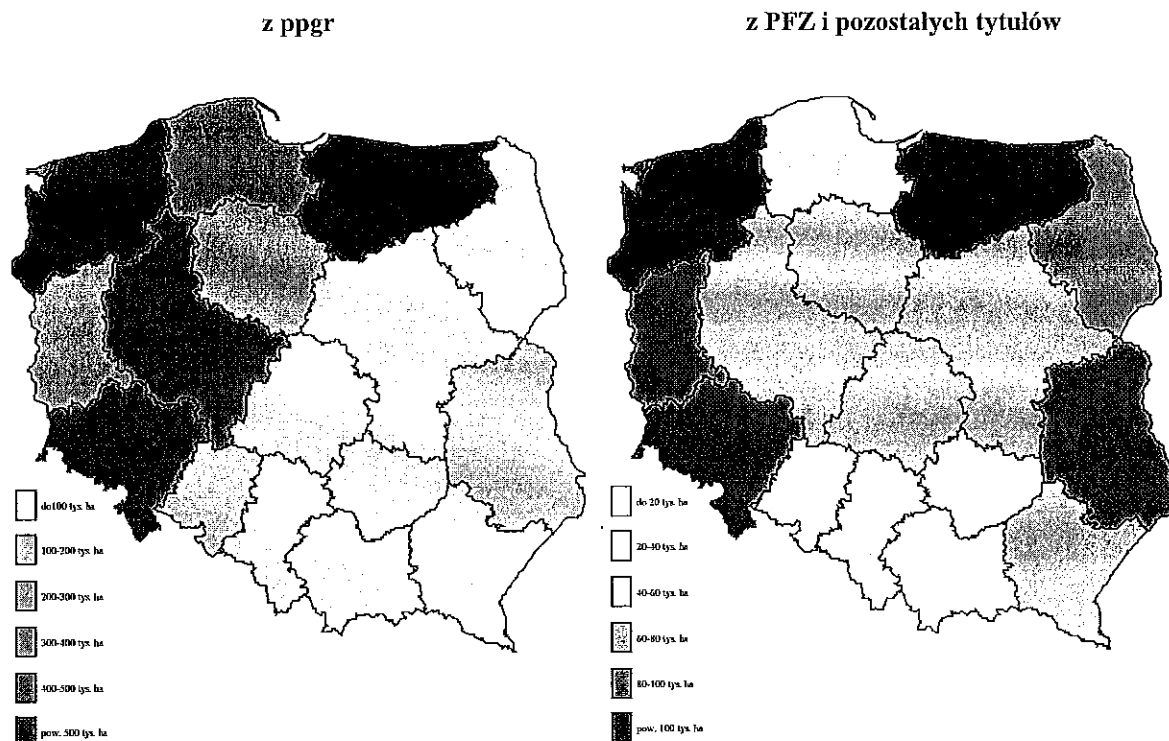 z ppgr
z PFZ i pozostałych tytułów
do100 tys. ha
100-200 tys. ha
200-300 tys. ha
300-400 tys. ha
400-500 tys. ha
pow. 500 tys. ha
do 20 tys. ha
20-40 tys. ha
40-60 tys. ha
60-80 tys. ha
80-100 tys. ha
pow. 100 tys. ha